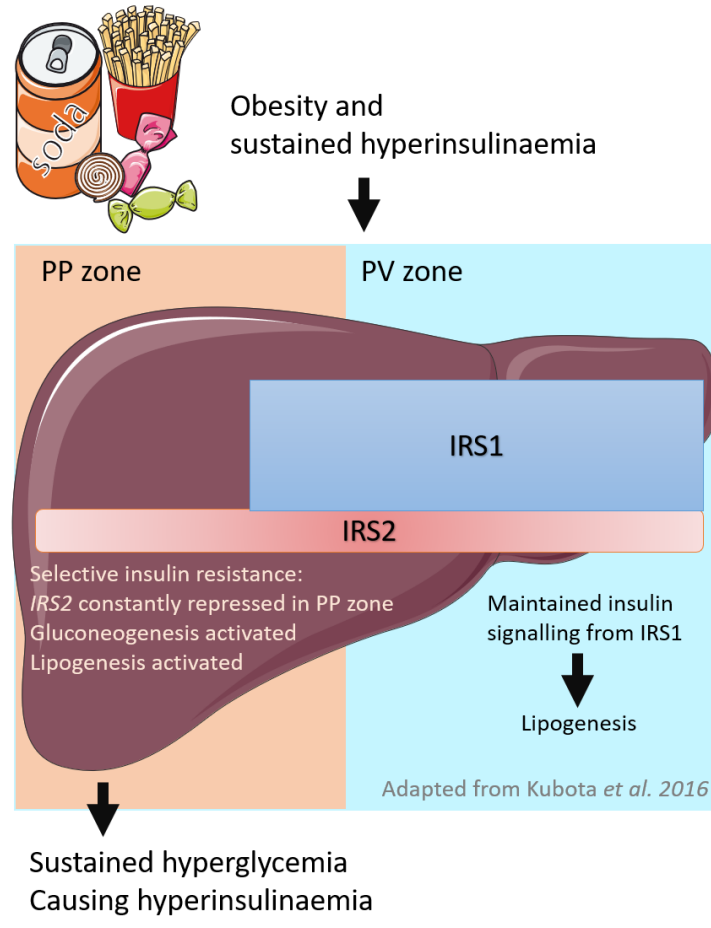 soda
Obesity and
sustained hyperinsulinaemia
PP zone
PV zone
IRS1
IRS2
Selective insulin resistance:
IRS2 constantly repressed in PP zone
Gluconeogenesis activated
Lipogenesis activated
Maintained insulin
signalling from IRS1
Lipogenesis
Adapted from Kubota et al. 2016
Sustained hyperglycemia
Causing hyperinsulinaemia